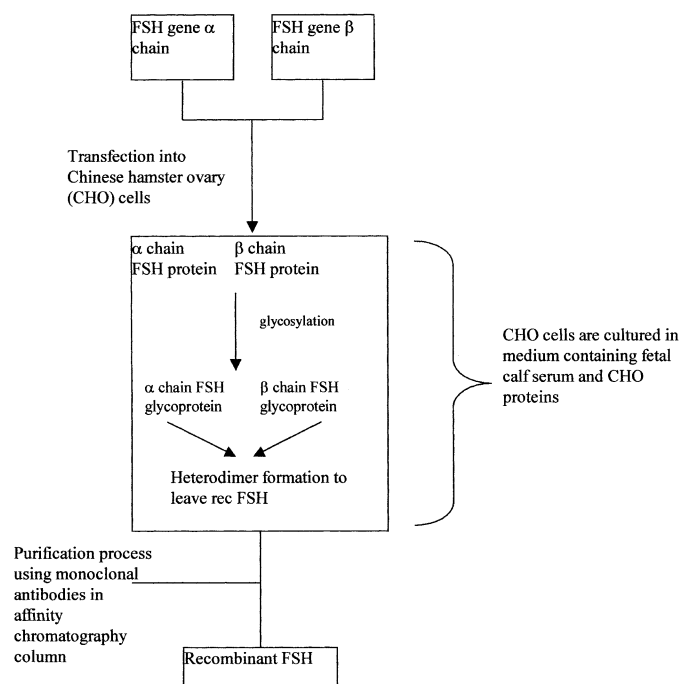 FSH gene α
chain
FSH gene β
chain
Transfection into
Chinese hamster ovary
(CHO) cells
α chain
FSH protein
β chain
FSH protein
glycosylation
CHO cells are cultured in
medium containing fetal
calf serum and CHO
proteins
α chain FSH
glycoprotein
β chain FSH
glycoprotein
Heterodimer formation to
leave rec FSH
Purification process
using monoclonal
antibodies in
affinity
chromatography
column
Recombinant FSH